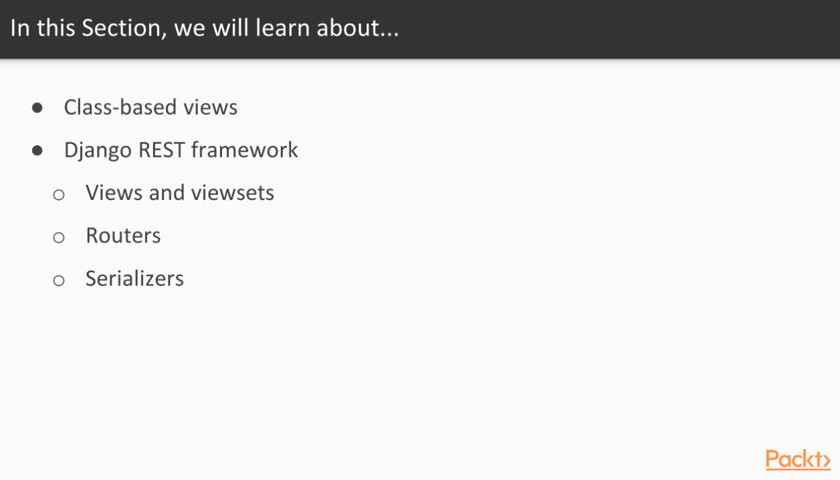 In this Section, we will learn about...
● Class-based views
● Django REST framework
○ Views and viewsets
○ Routers
○ Serializers
Packt>